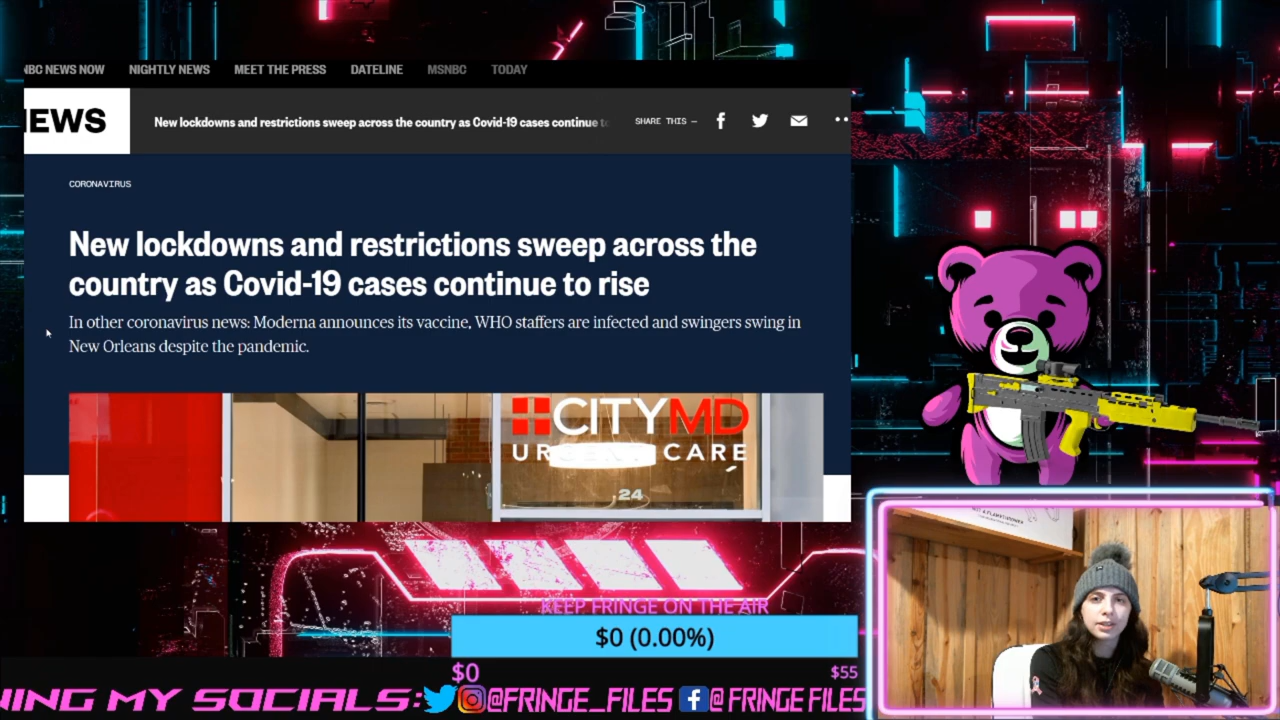 NBC NEWS NOW NIGHTLY NEWS MEET THE PRESS DATELINE MSNBC TODAY
EWS
New lockdowns and restrictions sweep across the country as Covid-19 cases continue
SHARE THIS —
CORONAVIRUS
New lockdowns and restrictions sweep across the
country as Covid-19 cases continue to rise
In other coronavirus news: Moderna announces its vaccine, WHO staffers are infected and swingers swing in
New Orleans despite the pandemic.
CITYMD
CARE
24
KEEP FRINGE ON THE AIR
$0 (0.00%)
$0 $55
NING MY SOCIALS: @FRINGE_FILES @FRINGE FILES